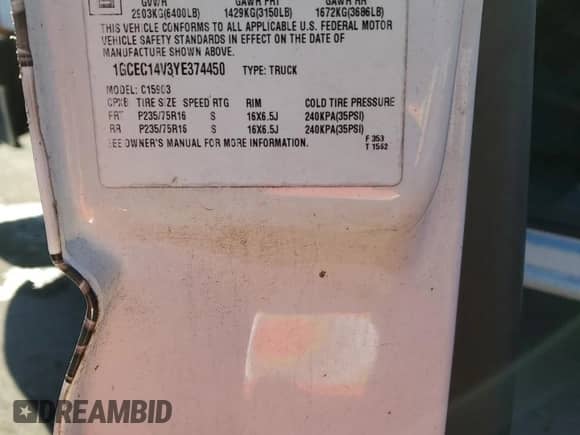 GVWR GAWR FRT GAWR RR
2903KG(6400LB) 1429KG(3150LB) 1672KG(3686LB)
THIS VEHICLE CONFORMS TO ALL APPLICABLE U.S. FEDERAL MOTOR
VEHICLE SAFETY STANDARDS IN EFFECT ON THE DATE OF
MANUFACTURE SHOWN ABOVE.
1GCEC14V3YE374450 TYPE: TRUCK
MODEL: C15903
TIRE SIZE SPEED RTG RIM COLD TIRE PRESSURE
FRT P235/75R16 S 16X6.5J 240KPA(35PSI)
RR P235/75R16 S 16X6.5J 240KPA(35PSI)
SEE OWNER'S MANUAL FOR MORE INFORMATION.
F 353
T 1562
DREAMBID